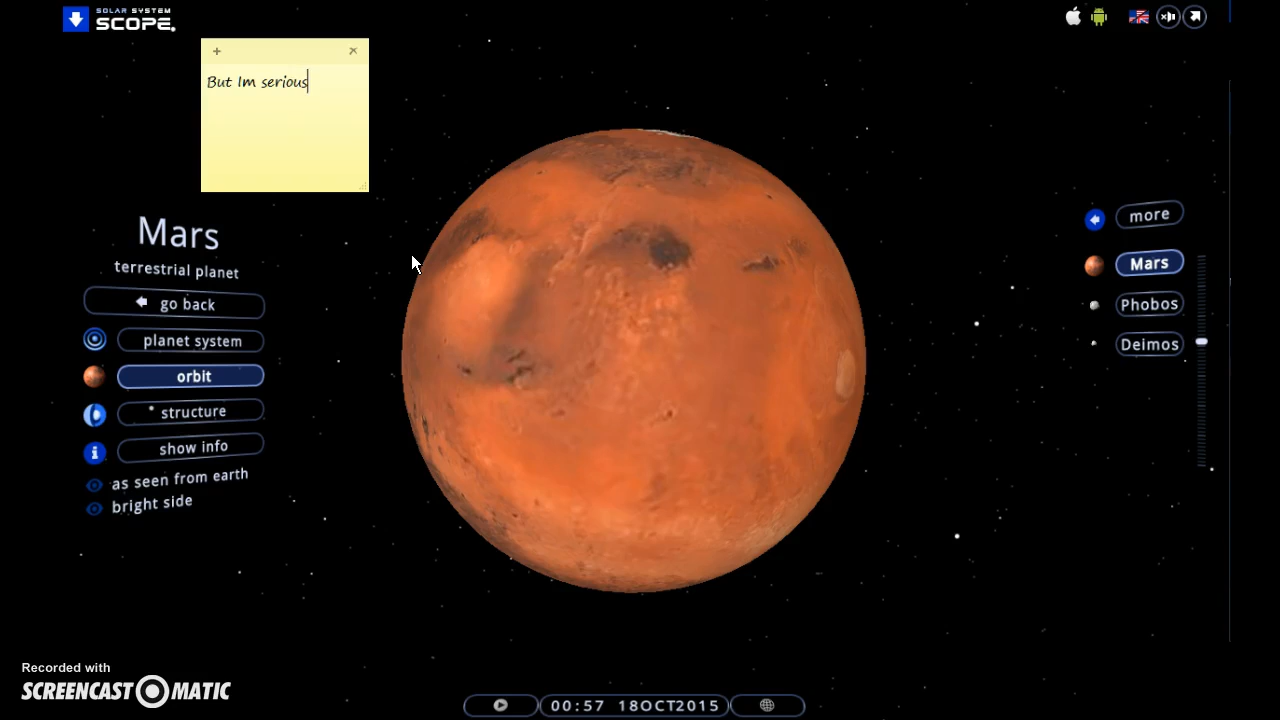 SOLAR SYSTEM
SCOPE
But Im serious
Mars
terrestrial planet
go back
planet system
orbit
structure
show info
as seen from earth
bright side
more
Mars
Phobos
Deimos
Recorded with
SCREENCAST MATIC
00:57 18OCT2015